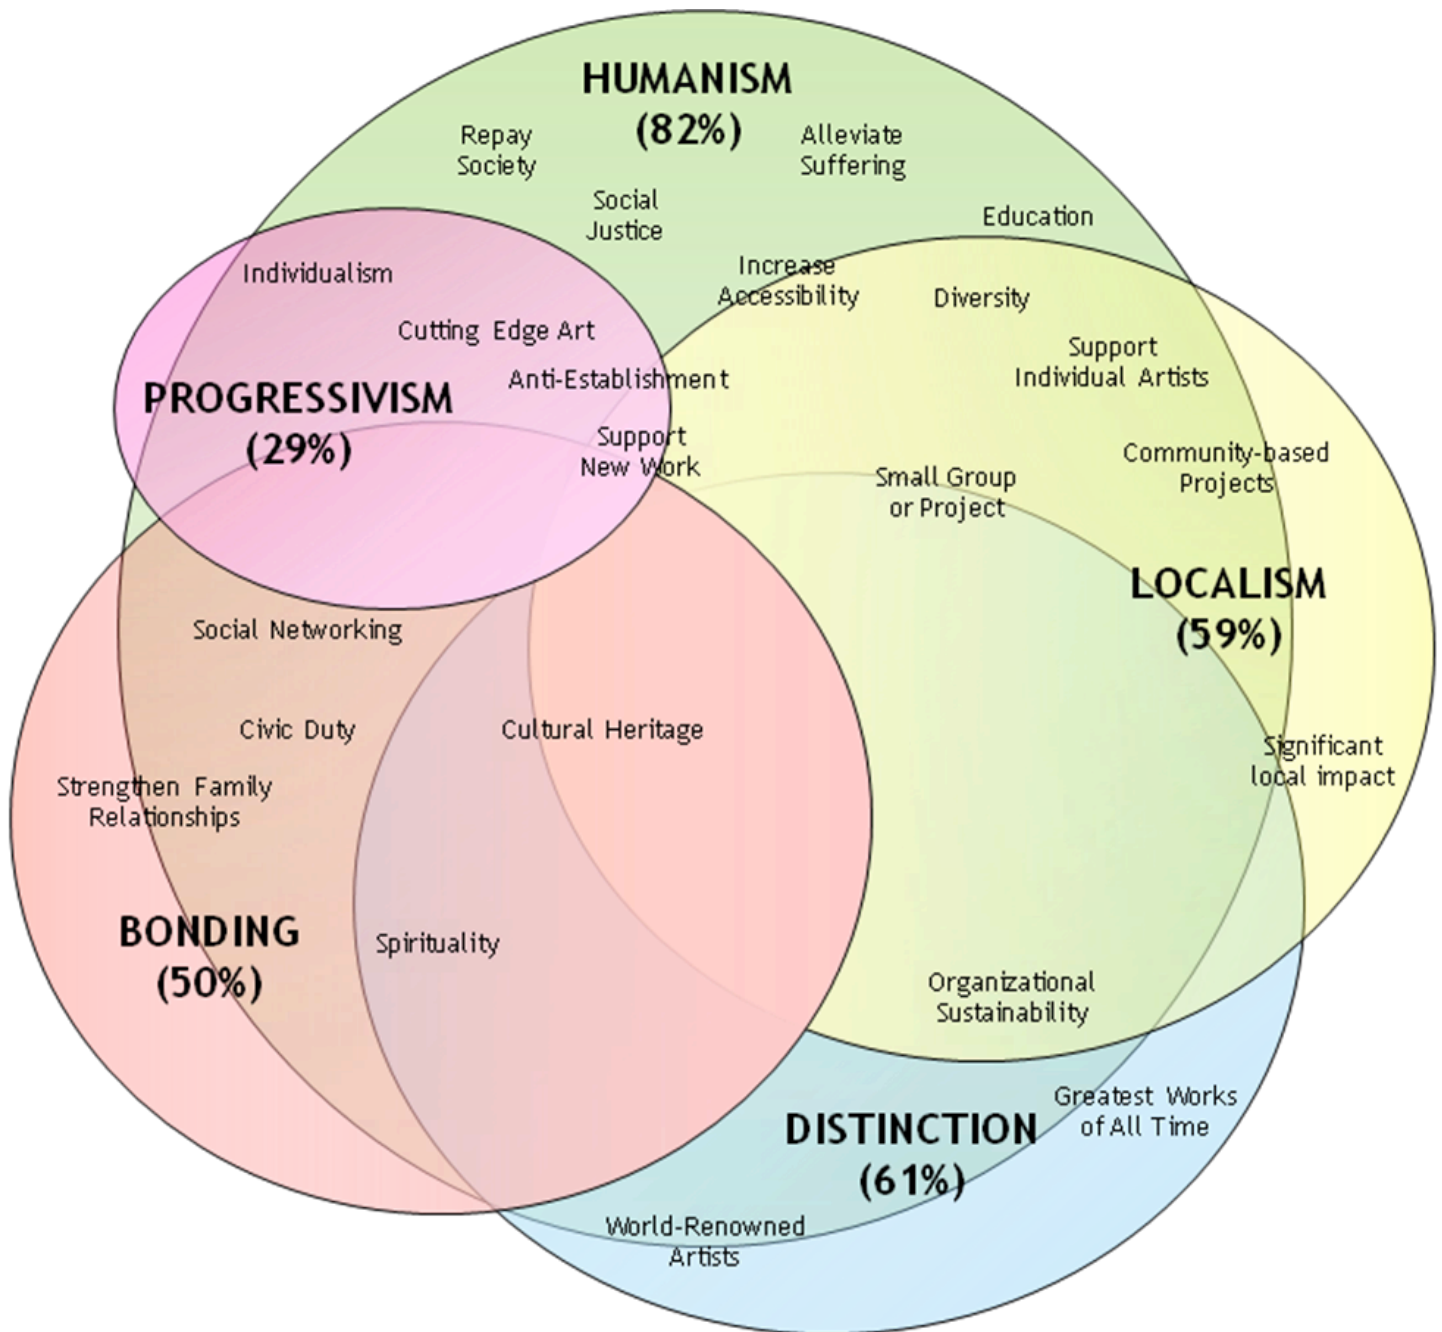 HUMANISM
(82%)
Repay
Society
Alleviate
Suffering
Social
Justice
Education
Increase
Accessibility
Diversity
Individualism
Cutting Edge Art
Support
Individual Artists
Anti-Establishment
PROGRESSIVISM
(29%)
Support
New Work
Small Group
or Project
Community-based
Projects
LOCALISM
(59%)
Social Networking
Civic Duty
Cultural Heritage
Significant
local impact
Strengthen Family
Relationships
BONDING
(50%)
Spirituality
Organizational
Sustainability
Greatest Works
of All Time
DISTINCTION
(61%)
World-Renowned
Artists